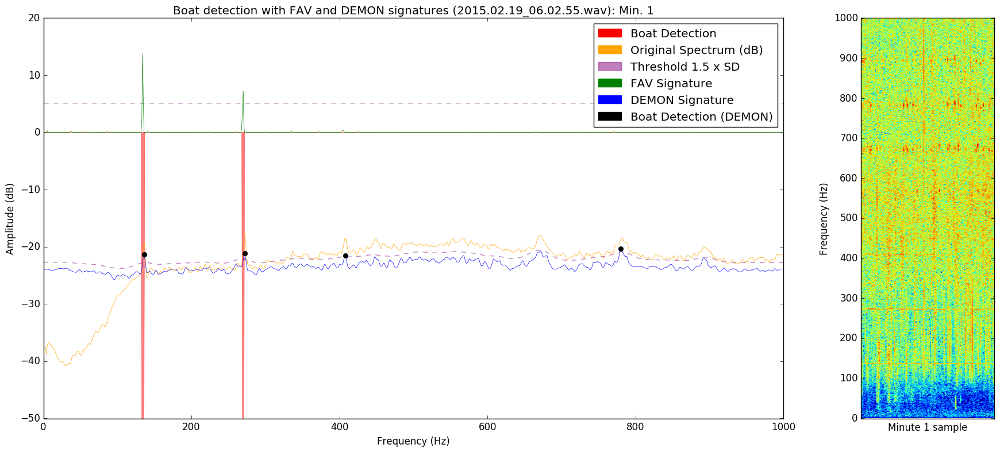 Boat detection with FAV and DEMON signatures (2015.02.19_06.02.55.wav): Min. 1
20
10
0
−10
−20
−30
−40
−50
Amplitude (dB)
0
200
400
600
800
1000
Frequency (Hz)
Boat Detection
Original Spectrum (dB)
Threshold 1.5 x SD
FAV Signature
DEMON Signature
Boat Detection (DEMON)
1000
900
800
700
600
500
400
300
200
100
0
Frequency (Hz)
Minute 1 sample